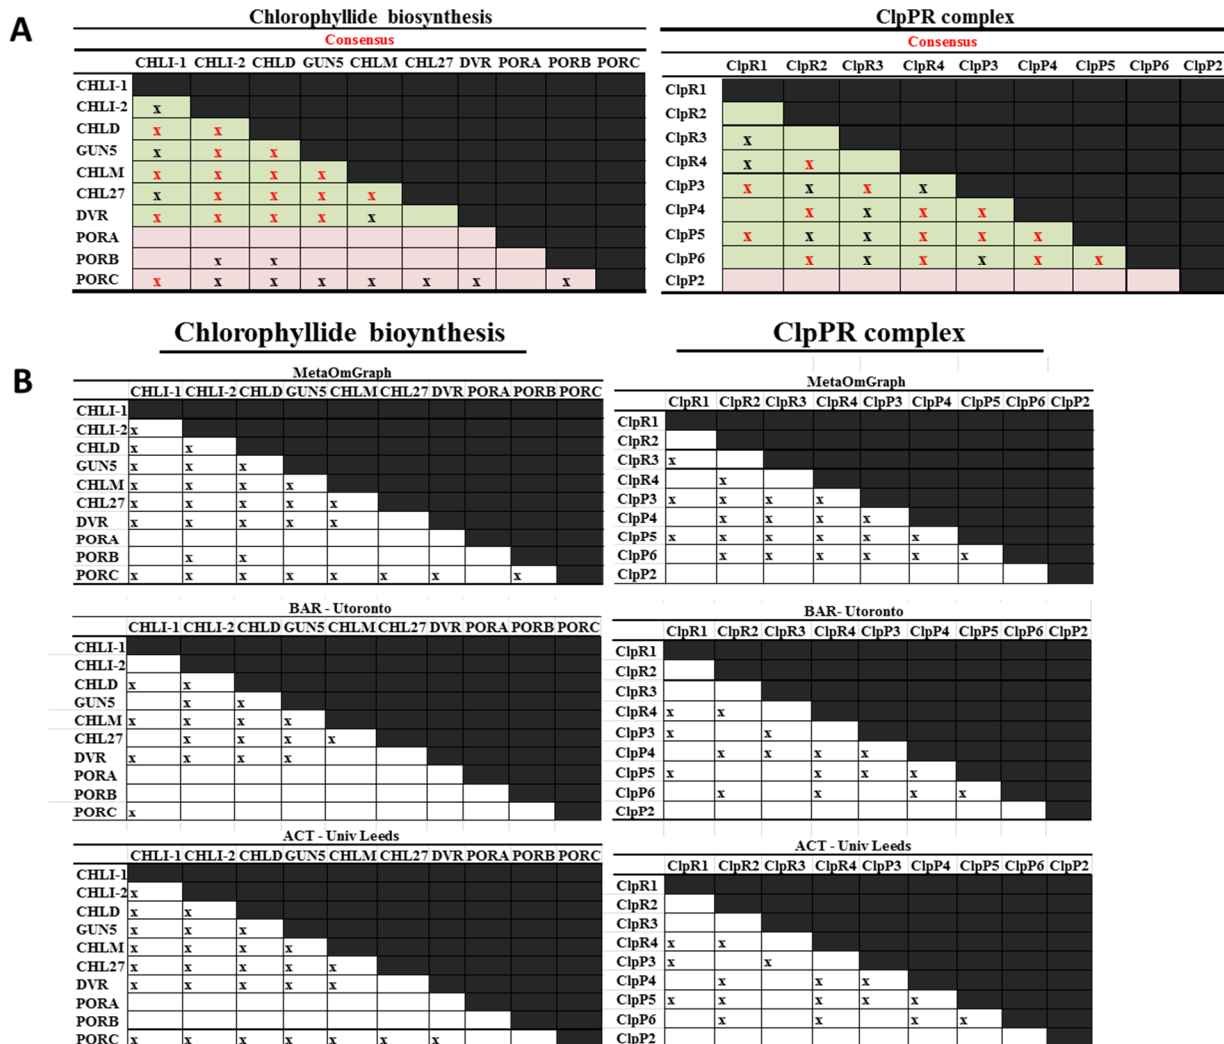 A
Chlorophyllide biosynthesis
Consensus
CHLI-1 CHLI-2 CHLD GUN5 CHLM CHL27 DVR PORA PORB PORC
CHLI-1
CHLI-2 x
CHLD x x
GUN5 x x x
CHLM x x x x
CHL27 x x x x x
DVR x x x x x
PORA
PORB x x
PORC x x x x x x x x
ClpPR complex
Consensus
ClpR1 ClpR2 ClpR3 ClpR4 ClpP3 ClpP4 ClpP5 ClpP6 ClpP2
ClpR1
ClpR2
ClpR3 x
ClpR4 x x
ClpP3 x x x x
ClpP4 x x x x
ClpP5 x x x x x x
ClpP6 x x x x x x
ClpP2
B
Chlorophyllide bioynthesis
MetaOmGraph
CHLI-1 CHLI-2 CHLD GUN5 CHLM CHL27 DVR PORA PORB PORC
CHLI-1
CHLI-2 x
CHLD x x
GUN5 x x x
CHLM x x x x
CHL27 x x x x x
DVR x x x x x
PORA
PORB x x
PORC x x x x x x x x
BAR - Utoronto
CHLI-1 CHLI-2 CHLD GUN5 CHLM CHL27 DVR PORA PORB PORC
CHLI-1
CHLI-2
CHLD x x
GUN5 x x
CHLM x x x x
CHL27 x x x x
DVR x x x x
PORA
PORB
PORC x
ACT - Univ Leeds
CHLI-1 CHLI-2 CHLD GUN5 CHLM CHL27 DVR PORA PORB PORC
CHLI-1
CHLI-2 x
CHLD x x
GUN5 x x x
CHLM x x x x
CHL27 x x x x x
DVR x x x x x
PORA
PORB
PORC x x x x x x x
ClpPR complex
MetaOmGraph
ClpR1 ClpR2 ClpR3 ClpR4 ClpP3 ClpP4 ClpP5 ClpP6 ClpP2
ClpR1
ClpR2
ClpR3 x
ClpR4 x
ClpP3 x x x x
ClpP4 x x x x
ClpP5 x x x x x x
ClpP6 x x x x x x
ClpP2
BAR- Utoronto
ClpR1 ClpR2 ClpR3 ClpR4 ClpP3 ClpP4 ClpP5 ClpP6 ClpP2
ClpR1
ClpR2
ClpR3
ClpR4 x x
ClpP3 x x
ClpP4 x x x x
ClpP5 x x x x
ClpP6 x x x x
ClpP2
ACT - Univ Leeds
ClpR1 ClpR2 ClpR3 ClpR4 ClpP3 ClpP4 ClpP5 ClpP6 ClpP2
ClpR1
ClpR2
ClpR3
ClpR4 x x
ClpP3 x x
ClpP4 x x x
ClpP5 x x x x x
ClpP6 x x x x
ClpP2